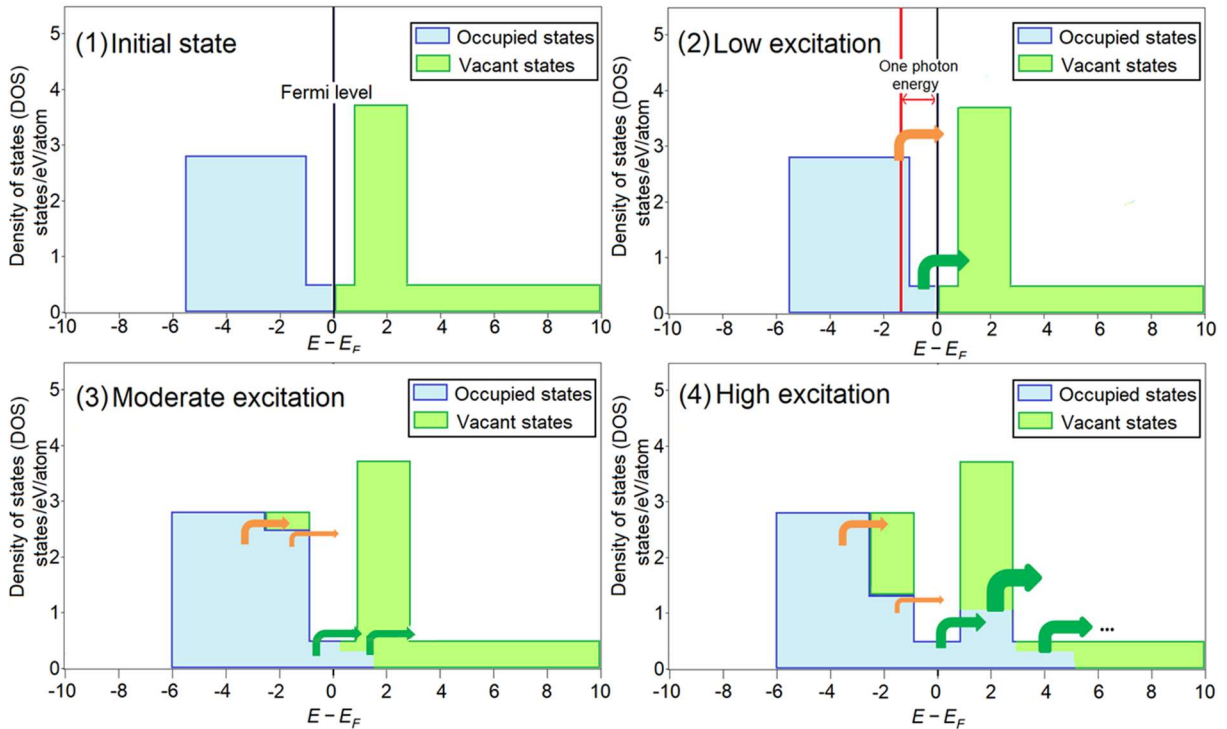 (1) Initial state
Occupied states
Vacant states
Fermi level
Density of states (DOS)
states/eV/atom
5
4
3
2
1
0
-10 -8 -6 -4 -2 0 2 4 6 8 10
E − E_F
(2) Low excitation
Occupied states
Vacant states
One photon
energy
Density of states (DOS)
states/eV/atom
5
4
3
2
1
0
-10 -8 -6 -4 -2 0 2 4 6 8 10
E − E_F
(3) Moderate excitation
Occupied states
Vacant states
Density of states (DOS)
states/eV/atom
5
4
3
2
1
0
-10 -8 -6 -4 -2 0 2 4 6 8 10
E − E_F
(4) High excitation
Occupied states
Vacant states
...
Density of states (DOS)
states/eV/atom
5
4
3
2
1
0
-10 -8 -6 -4 -2 0 2 4 6 8 10
E − E_F